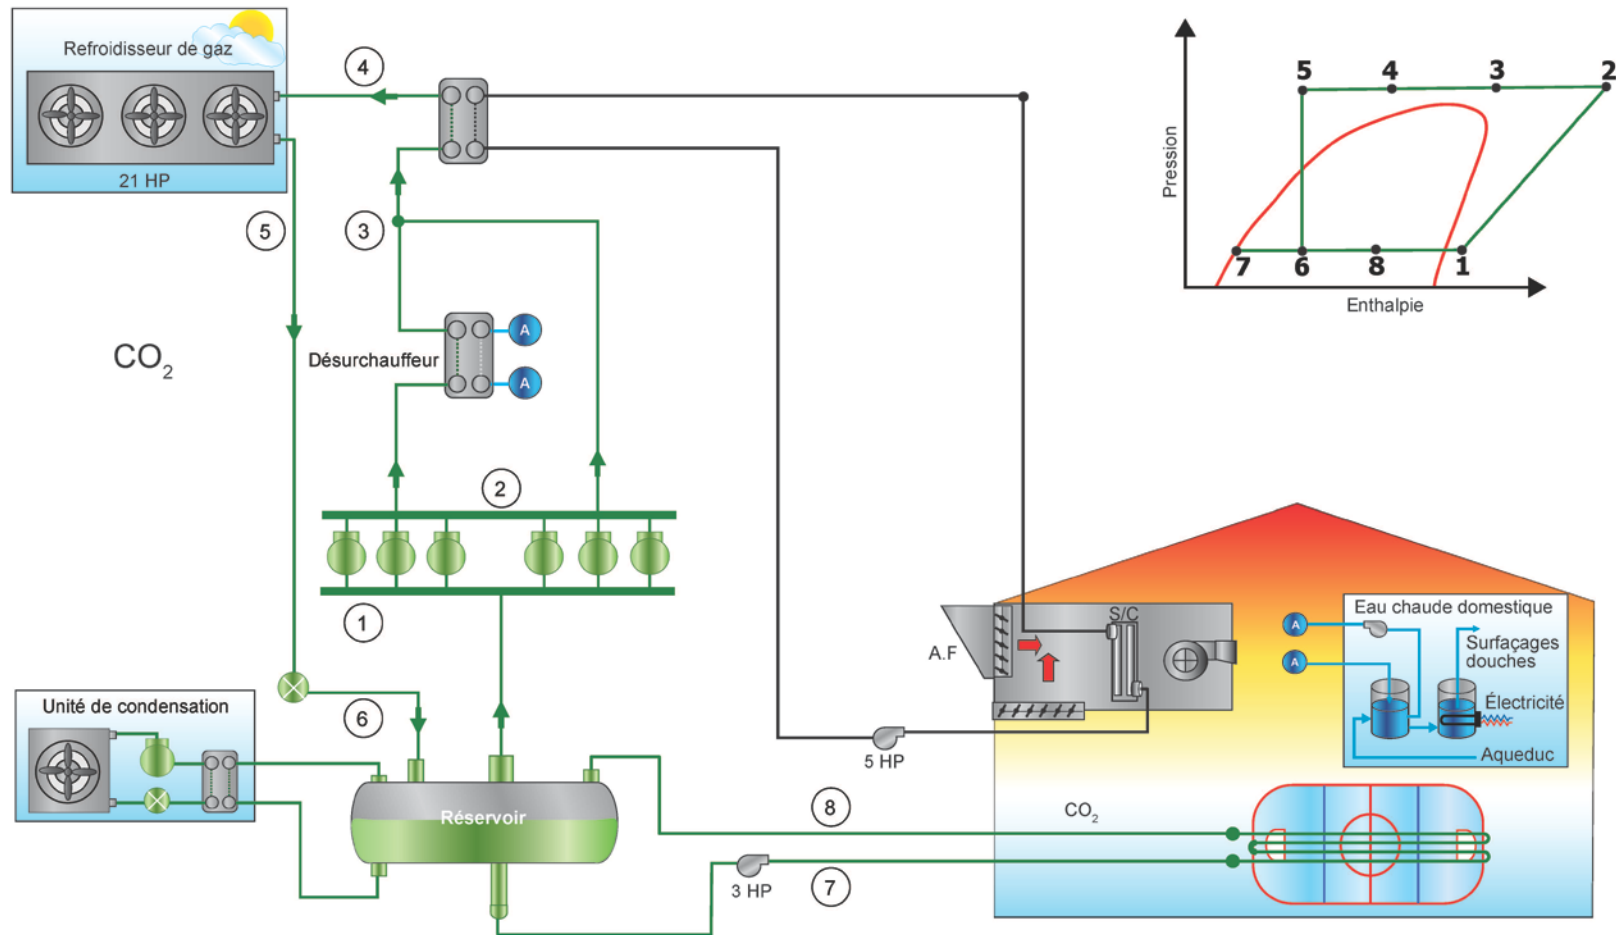 Refroidisseur de gaz
21 HP
4
5
3
CO2
Désurchauffeur
A
A
2
1
6
Unité de condensation
Réservoir
8
7
3 HP
5 HP
CO2
A.F
S/C
A
A
Eau chaude domestique
Surfaçages
douches
Électricité
Aqueduc
Pression
5 4 3 2
7 6 8 1
Enthalpie